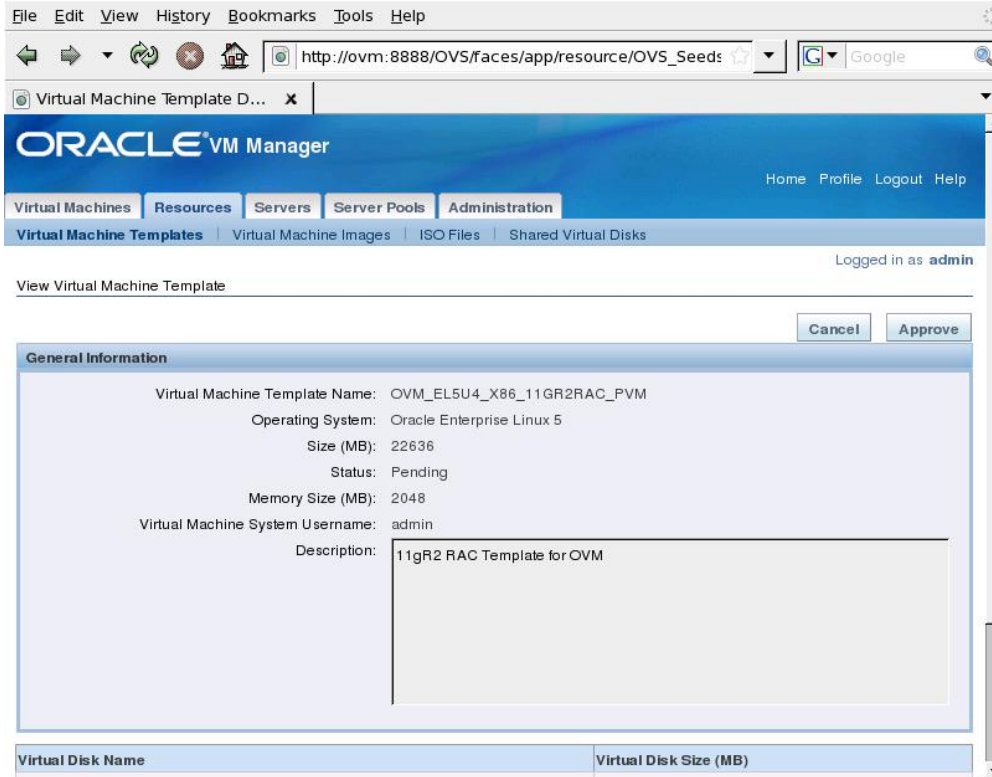 File Edit View History Bookmarks Tools Help
http://ovm:8888/OVS/faces/app/resource/OVS_Seeds
G Google
Virtual Machine Template D... x
ORACLE VM Manager
Home Profile Logout Help
Virtual Machines Resources Servers Server Pools Administration
Virtual Machine Templates | Virtual Machine Images | ISO Files | Shared Virtual Disks
Logged in as admin
View Virtual Machine Template
Cancel Approve
General Information
Virtual Machine Template Name: OVM_EL5U4_X86_11GR2RAC_PVM
Operating System: Oracle Enterprise Linux 5
Size (MB): 22636
Status: Pending
Memory Size (MB): 2048
Virtual Machine System Username: admin
Description: 11gR2 RAC Template for OVM
Virtual Disk Name Virtual Disk Size (MB)